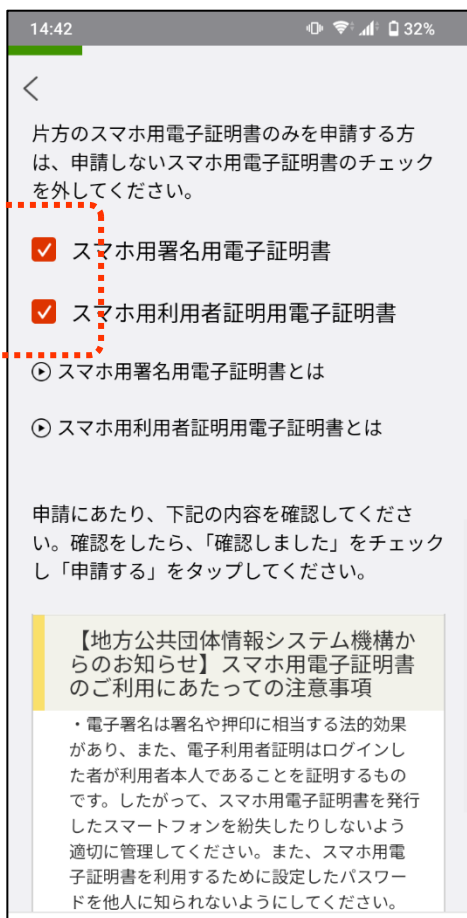 14:42
32%
片方のスマホ用電子証明書のみを申請する方
は、申請しないスマホ用電子証明書のチェック
を外してください。
スマホ用署名用電子証明書
スマホ用利用者証明用電子証明書
スマホ用署名用電子証明書とは
スマホ用利用者証明用電子証明書とは
申請にあたり、下記の内容を確認してくださ
い。確認をしたら、「確認しました」をチェック
し「申請する」をタップしてください。
【地方公共団体情報システム機構か
らのお知らせ】スマホ用電子証明書
のご利用にあたっての注意事項
・電子署名は署名や押印に相当する法的効果
があり、また、電子利用者証明はログインし
た者が利用者本人であることを証明するもの
です。したがって、スマホ用電子証明書を発行
したスマートフォンを紛失したりしないよう
適切に管理してください。また、スマホ用電
子証明書を利用するために設定したパスワー
ドを他人に知られないようにしてください。